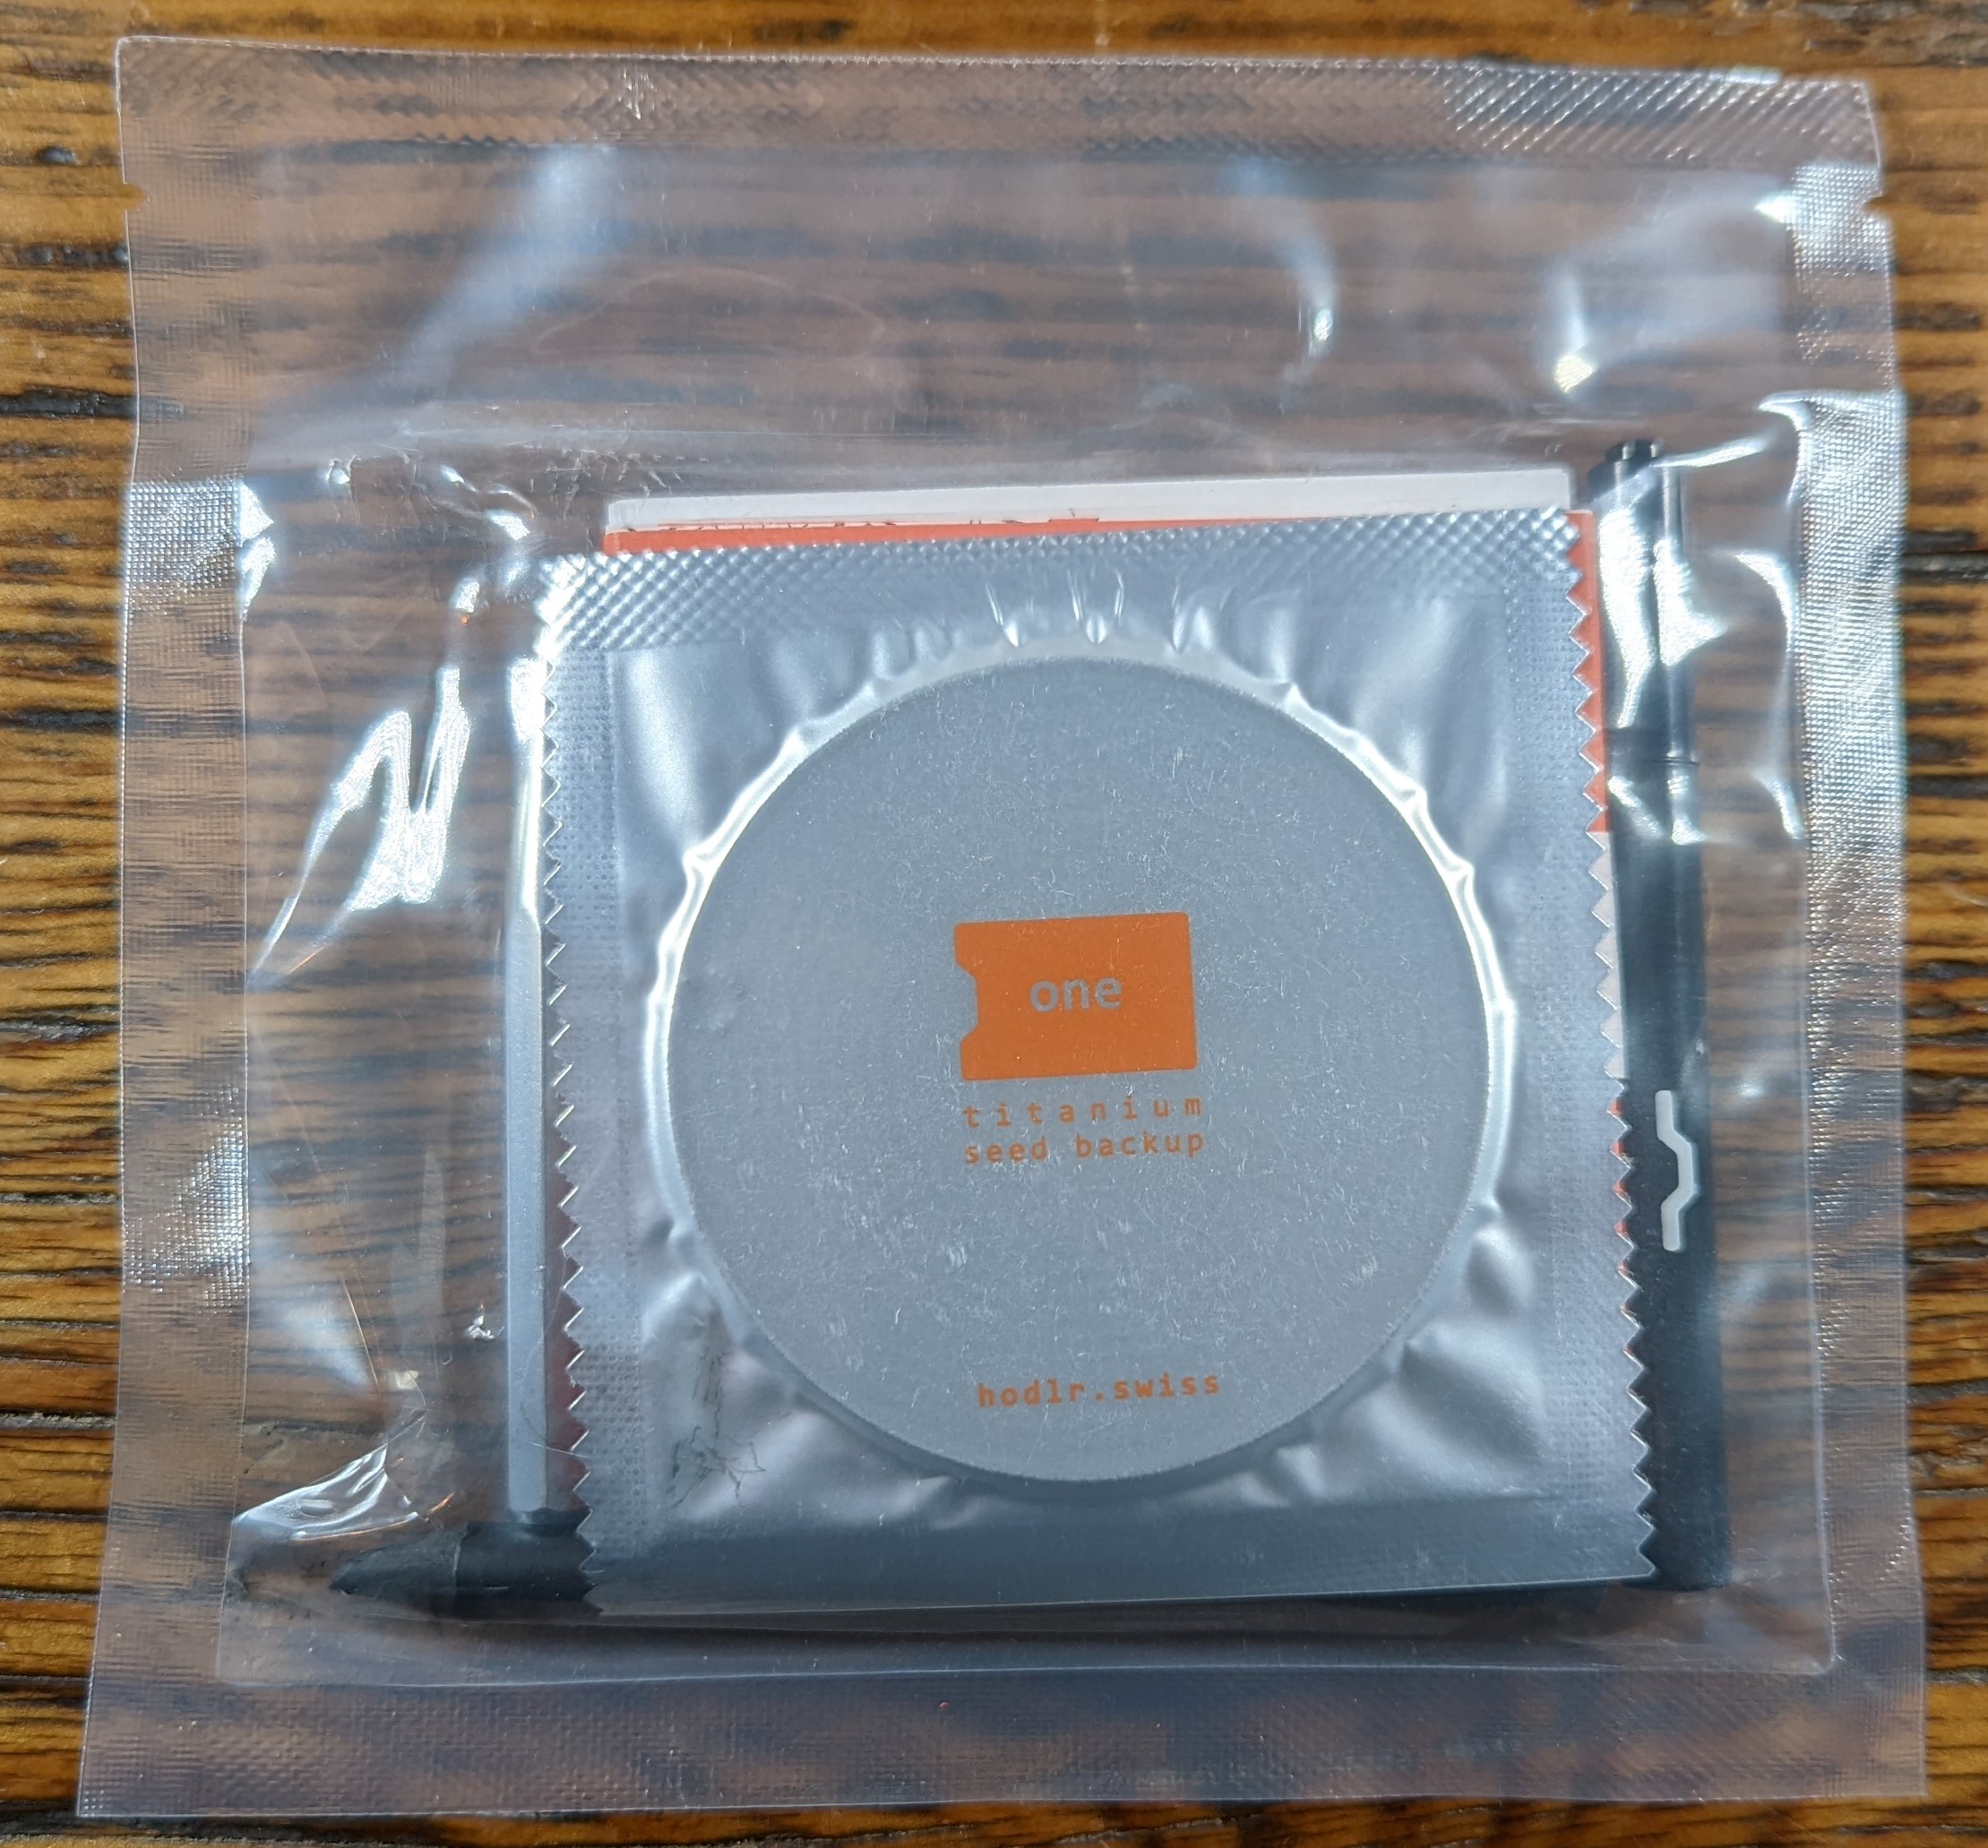 one
titanium
seed backup
hodlr.swiss